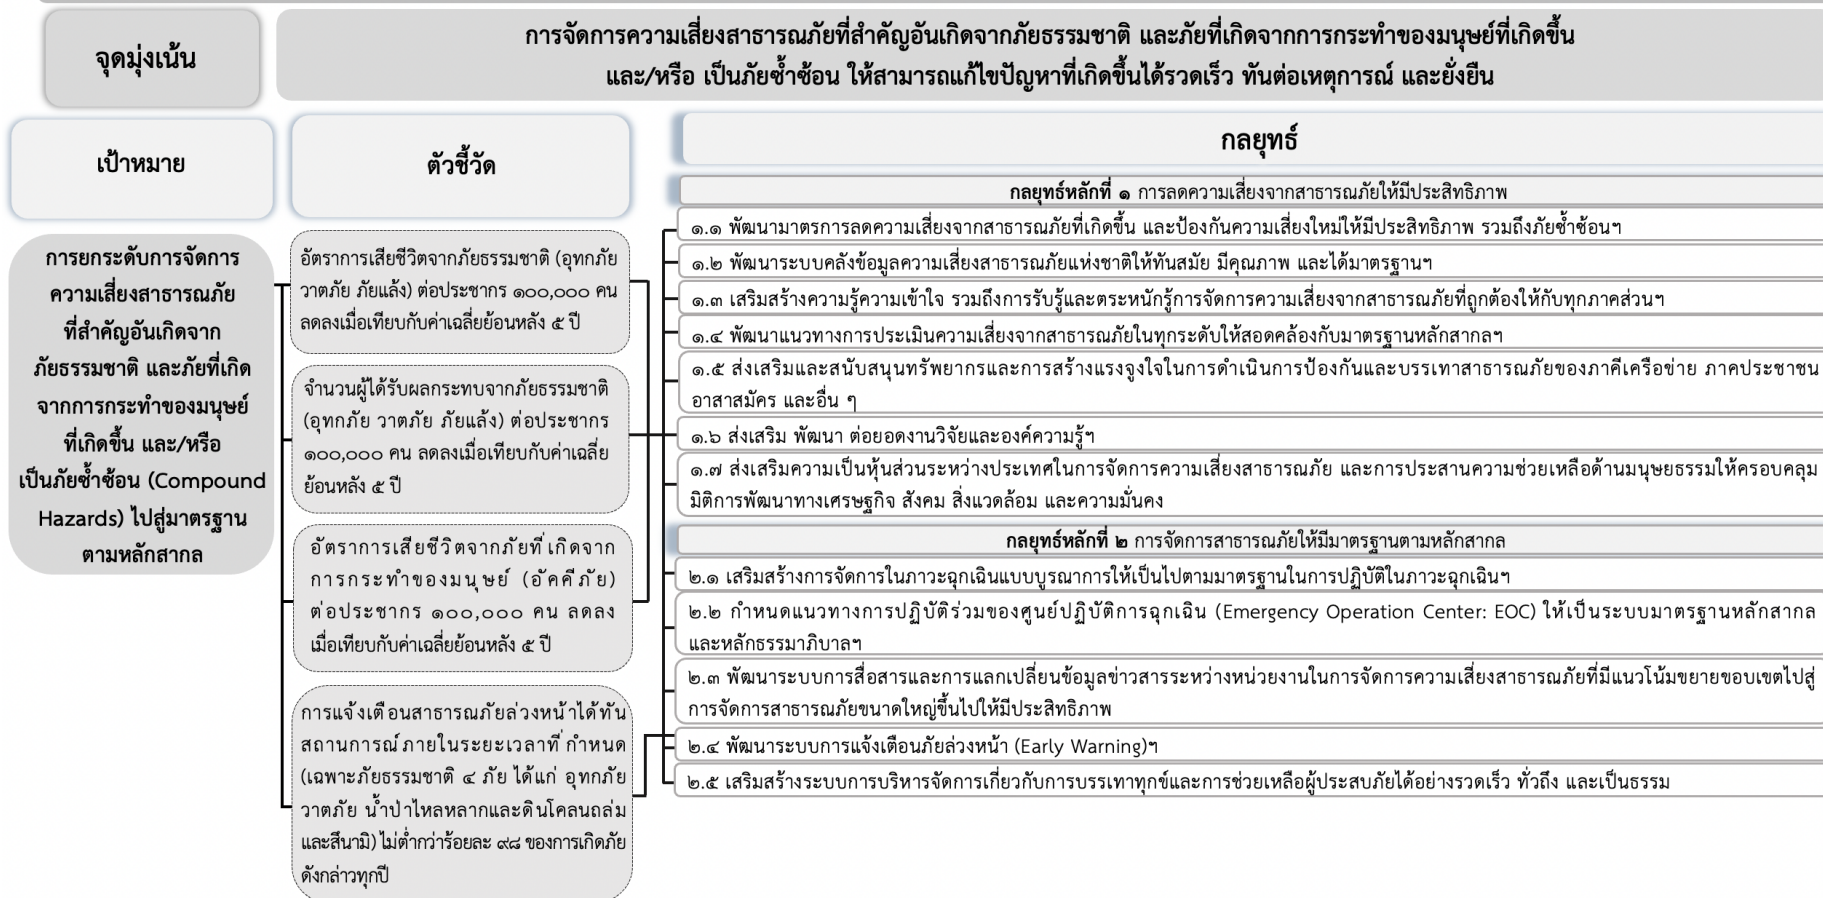 จุดมุ่งเน้น
การจัดการความเสี่ยงสาธารณภัยที่สำคัญอันเกิดจากภัยธรรมชาติ และภัยที่เกิดจากการกระทำของมนุษย์ที่เกิดขึ้น
และ/หรือ เป็นภัยซ้ำซ้อน ให้สามารถแก้ไขปัญหาที่เกิดขึ้นได้รวดเร็ว ทันต่อเหตุการณ์ และยั่งยืน
เป้าหมาย
การยกระดับการจัดการ
ความเสี่ยงสาธารณภัย
ที่สำคัญอันเกิดจาก
ภัยธรรมชาติ และภัยที่เกิด
จากการกระทำของมนุษย์
ที่เกิดขึ้น และ/หรือ
เป็นภัยซ้ำซ้อน (Compound
Hazards) ไปสู่มาตรฐาน
ตามหลักสากล
ตัวชี้วัด
อัตราการเสียชีวิตจากภัยธรรมชาติ (อุทกภัย
วาตภัย ภัยแล้ง) ต่อประชากร ๑๐๐,๐๐๐ คน
ลดลงเมื่อเทียบกับค่าเฉลี่ยย้อนหลัง ๕ ปี
จำนวนผู้ได้รับผลกระทบจากภัยธรรมชาติ
(อุทกภัย วาตภัย ภัยแล้ง) ต่อประชากร
๑๐๐,๐๐๐ คน ลดลงเมื่อเทียบกับค่าเฉลี่ย
ย้อนหลัง ๕ ปี
อัตราการเสียชีวิตจากภัยที่เกิดจาก
การกระทำของมนุษย์ (อัคคีภัย)
ต่อประชากร ๑๐๐,๐๐๐ คน ลดลง
เมื่อเทียบกับค่าเฉลี่ยย้อนหลัง ๕ ปี
การแจ้งเตือนสาธารณภัยล่วงหน้าได้ทัน
สถานการณ์ภายในระยะเวลาที่กำหนด
(เฉพาะภัยธรรมชาติ ๔ ภัย ได้แก่ อุทกภัย
วาตภัย น้ำป่าไหลหลากและดินโคลนถล่ม
และสึนามิ) ไม่ต่ำกว่าร้อยละ ๙๘ ของการเกิดภัย
ดังกล่าวทุกปี
กลยุทธ์
กลยุทธ์หลักที่ ๑ การลดความเสี่ยงจากสาธารณภัยให้มีประสิทธิภาพ
๑.๑ พัฒนามาตรการลดความเสี่ยงจากสาธารณภัยที่เกิดขึ้น และป้องกันความเสี่ยงใหม่ให้มีประสิทธิภาพ รวมถึงภัยซ้ำซ้อนฯ
๑.๒ พัฒนาระบบคลังข้อมูลความเสี่ยงสาธารณภัยแห่งชาติให้ทันสมัย มีคุณภาพ และได้มาตรฐานฯ
๑.๓ เสริมสร้างความรู้ความเข้าใจ รวมถึงการรับรู้และตระหนักรู้การจัดการความเสี่ยงจากสาธารณภัยที่ถูกต้องให้กับทุกภาคส่วนฯ
๑.๔ พัฒนาแนวทางการประเมินความเสี่ยงจากสาธารณภัยในทุกระดับให้สอดคล้องกับมาตรฐานหลักสากลฯ
๑.๕ ส่งเสริมและสนับสนุนทรัพยากรและการสร้างแรงจูงใจในการดำเนินการป้องกันและบรรเทาสาธารณภัยของภาคีเครือข่าย ภาคประชาชน
อาสาสมัคร และอื่น ๆ
๑.๖ ส่งเสริม พัฒนา ต่อยอดงานวิจัยและองค์ความรู้ฯ
๑.๗ ส่งเสริมความเป็นหุ้นส่วนระหว่างประเทศในการจัดการความเสี่ยงสาธารณภัย และการประสานความช่วยเหลือด้านมนุษยธรรมให้ครอบคลุม
มิติการพัฒนาทางเศรษฐกิจ สังคม สิ่งแวดล้อม และความมั่นคง
กลยุทธ์หลักที่ ๒ การจัดการสาธารณภัยให้มีมาตรฐานตามหลักสากล
๒.๑ เสริมสร้างการจัดการในภาวะฉุกเฉินแบบบูรณาการให้เป็นไปตามมาตรฐานในการปฏิบัติในภาวะฉุกเฉินฯ
๒.๒ กำหนดแนวทางการปฏิบัติร่วมของศูนย์ปฏิบัติการฉุกเฉิน (Emergency Operation Center: EOC) ให้เป็นระบบมาตรฐานหลักสากล
และหลักธรรมาภิบาลฯ
๒.๓ พัฒนาระบบการสื่อสารและการแลกเปลี่ยนข้อมูลข่าวสารระหว่างหน่วยงานในการจัดการความเสี่ยงสาธารณภัยที่มีแนวโน้มขยายขอบเขตไปสู่
การจัดการสาธารณภัยขนาดใหญ่ขึ้นไปให้มีประสิทธิภาพ
๒.๔ พัฒนาระบบการแจ้งเตือนภัยล่วงหน้า (Early Warning)ฯ
๒.๕ เสริมสร้างระบบการบริหารจัดการเกี่ยวกับการบรรเทาทุกข์และการช่วยเหลือผู้ประสบภัยได้อย่างรวดเร็ว ทั่วถึง และเป็นธรรม